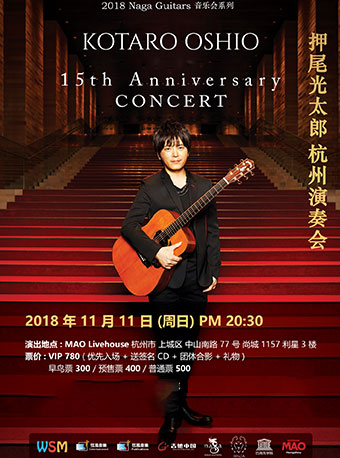 2018 Naga Guitars 音乐会系列
KOTARO OSHIO
15th Anniversary
CONCERT
押尾光太郎 杭州演奏会
2018 年 11 月 11 日 (周日) PM 20:30
演出地点 : MAO Livehouse 杭州市 上城区 中山南路 77 号 尚城 1157 利星 3 楼
票价 : VIP 780 ( 优先入场 + 送签名 CD + 团体合影 + 礼物 )
早鸟票 300 / 预售票 400 / 普通票 500
WSM
MAO